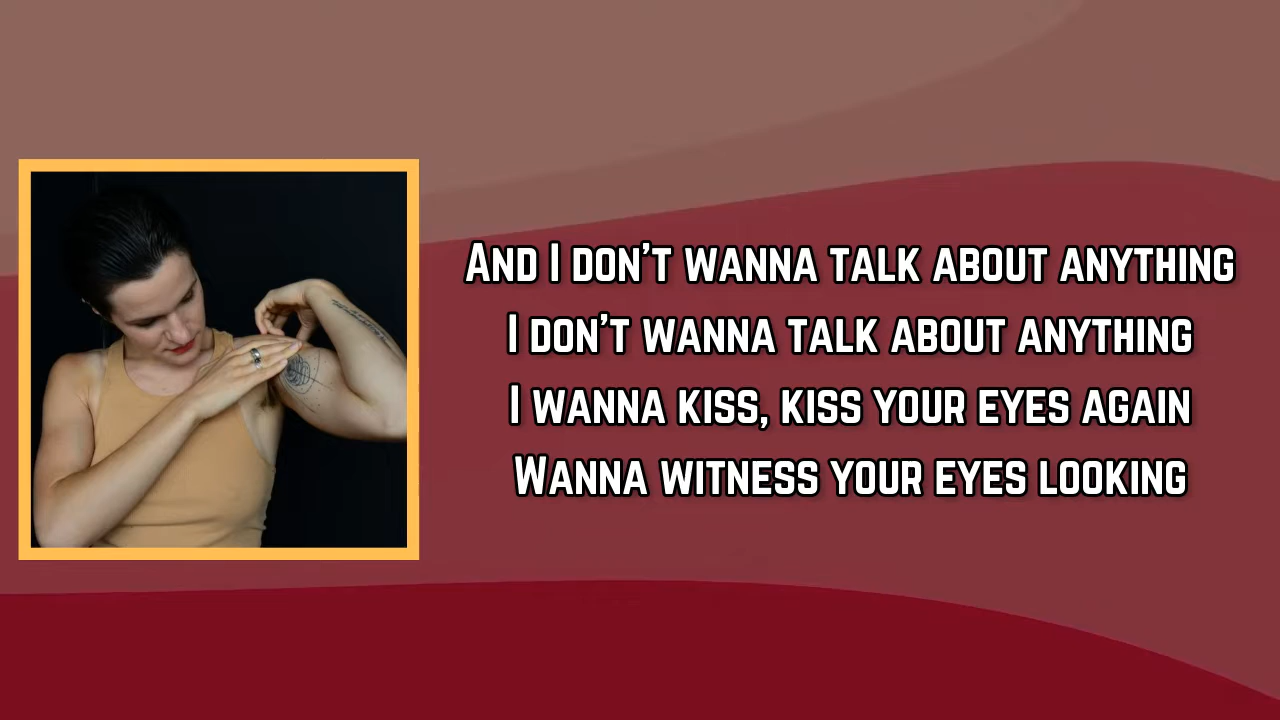 And I don't wanna talk about anything
I don't wanna talk about anything
I wanna kiss, kiss your eyes again
Wanna witness your eyes looking